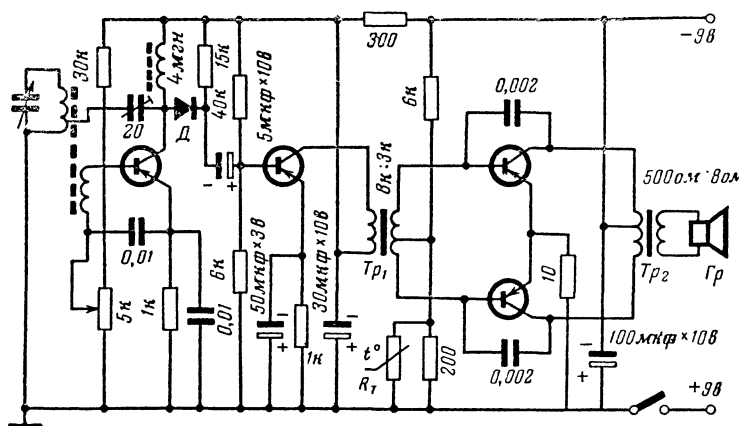 300
−9в
30к
4мгн
15к
40к
5мкф×10в
6к
0,002
20
Д
8к:3к
500ом:8ом
0,01
6к
50мкф×3в
30мкф×10в
Тр₁
10
Тр₂
Гр
5к
1к
0,01
1к
t°
Rт
200
0,002
100мкф×10в
+9в